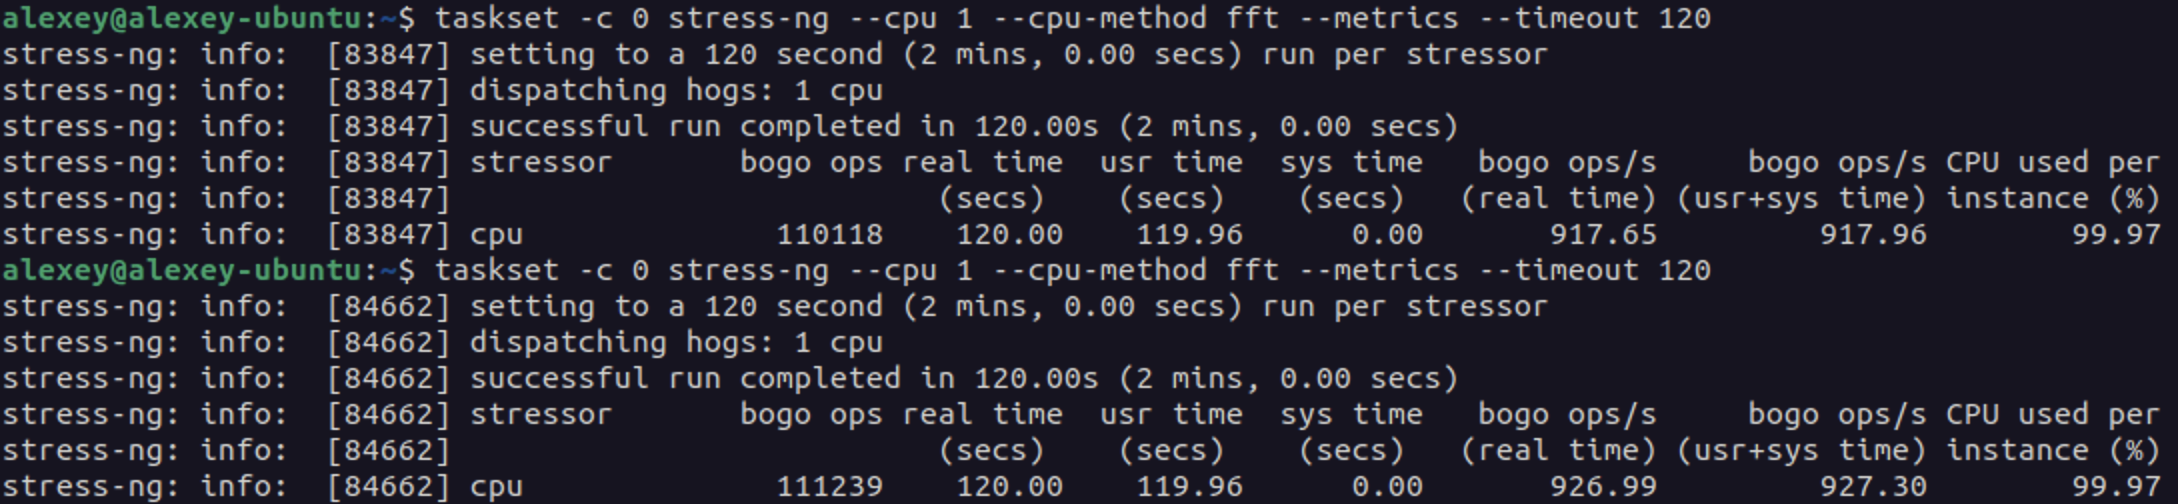 alexey@alexey-ubuntu:~$ taskset -c 0 stress-ng --cpu 1 --cpu-method fft --metrics --timeout 120
stress-ng: info:  [83847] setting to a 120 second (2 mins, 0.00 secs) run per stressor
stress-ng: info:  [83847] dispatching hogs: 1 cpu
stress-ng: info:  [83847] successful run completed in 120.00s (2 mins, 0.00 secs)
stress-ng: info:  [83847] stressor       bogo ops real time  usr time  sys time   bogo ops/s     bogo ops/s CPU used per
stress-ng: info:  [83847]                           (secs)    (secs)    (secs)   (real time) (usr+sys time) instance (%)
stress-ng: info:  [83847] cpu              110118    120.00    119.96      0.00       917.65         917.96        99.97
alexey@alexey-ubuntu:~$ taskset -c 0 stress-ng --cpu 1 --cpu-method fft --metrics --timeout 120
stress-ng: info:  [84662] setting to a 120 second (2 mins, 0.00 secs) run per stressor
stress-ng: info:  [84662] dispatching hogs: 1 cpu
stress-ng: info:  [84662] successful run completed in 120.00s (2 mins, 0.00 secs)
stress-ng: info:  [84662] stressor       bogo ops real time  usr time  sys time   bogo ops/s     bogo ops/s CPU used per
stress-ng: info:  [84662]                           (secs)    (secs)    (secs)   (real time) (usr+sys time) instance (%)
stress-ng: info:  [84662] cpu              111239    120.00    119.96      0.00       926.99         927.30        99.97